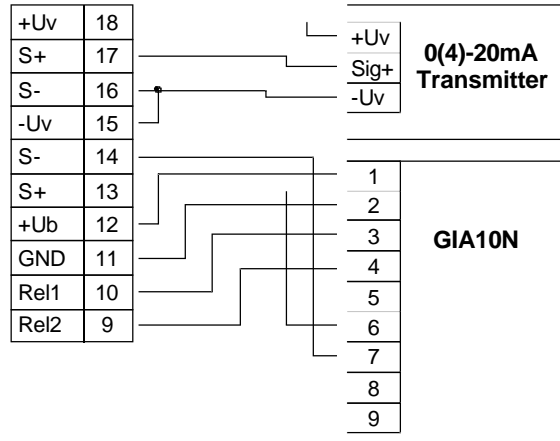 +Uv 18
S+ 17
S- 16
-Uv 15
S- 14
S+ 13
+Ub 12
GND 11
Rel1 10
Rel2 9
+Uv
Sig+
-Uv
0(4)-20mA
Transmitter
1
2
3
4
5
6
7
8
9
GIA10N